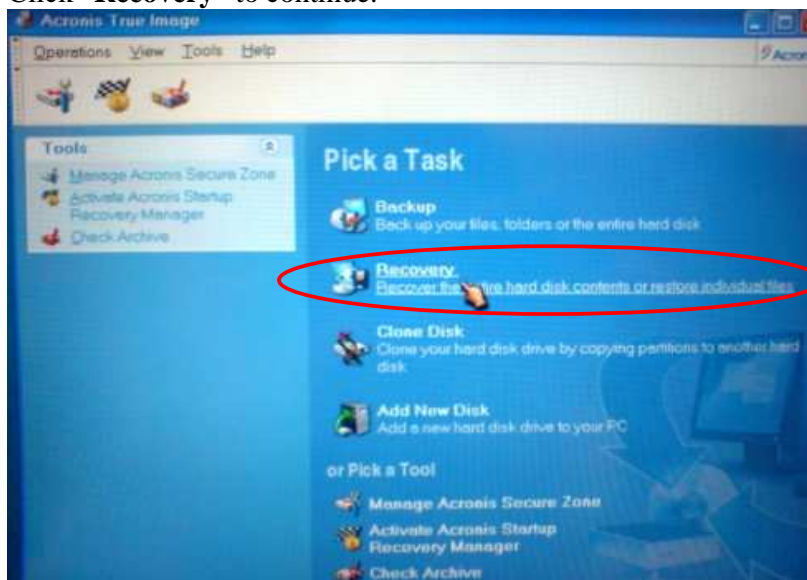 Click "Recovery" to continue.
Acronis True Image
Operations View Tools Help
Tools
Manage Acronis Secure Zone
Activate Acronis Startup
Recovery Manager
Check Archive
Pick a Task
Backup
Back up your files, folders or the entire hard disk
Recovery
Recover the entire hard disk contents or restore individual files
Clone Disk
Clone your hard disk drive by copying partitions to another hard
disk
Add New Disk
Add a new hard disk drive to your PC
or Pick a Tool
Manage Acronis Secure Zone
Activate Acronis Startup
Recovery Manager
Check Archive